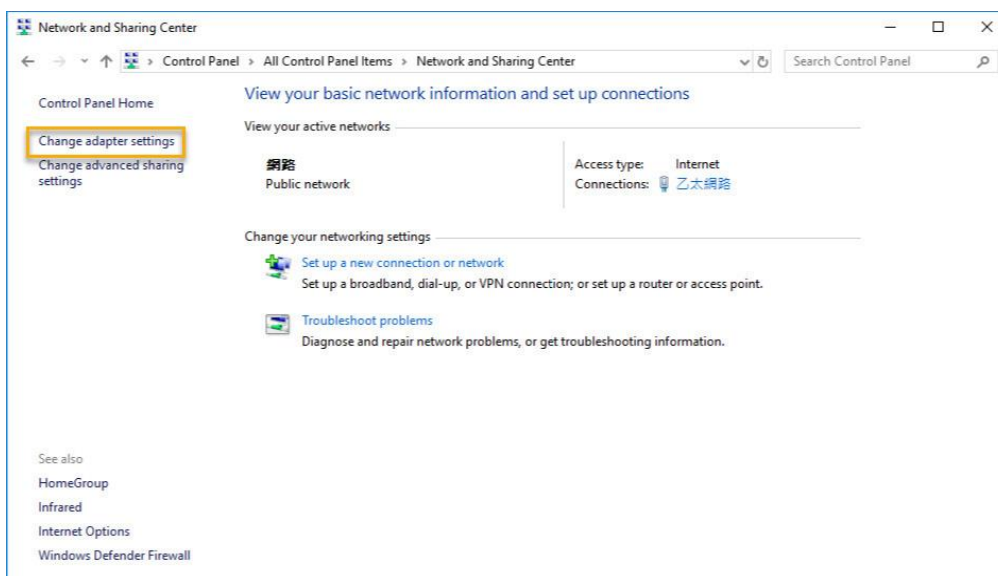 Network and Sharing Center
Control Panel > All Control Panel Items > Network and Sharing Center
Search Control Panel
Control Panel Home
Change adapter settings
Change advanced sharing
settings
View your basic network information and set up connections
View your active networks
網路
Public network
Access type: Internet
Connections: 乙太網路
Change your networking settings
Set up a new connection or network
Set up a broadband, dial-up, or VPN connection; or set up a router or access point.
Troubleshoot problems
Diagnose and repair network problems, or get troubleshooting information.
See also
HomeGroup
Infrared
Internet Options
Windows Defender Firewall